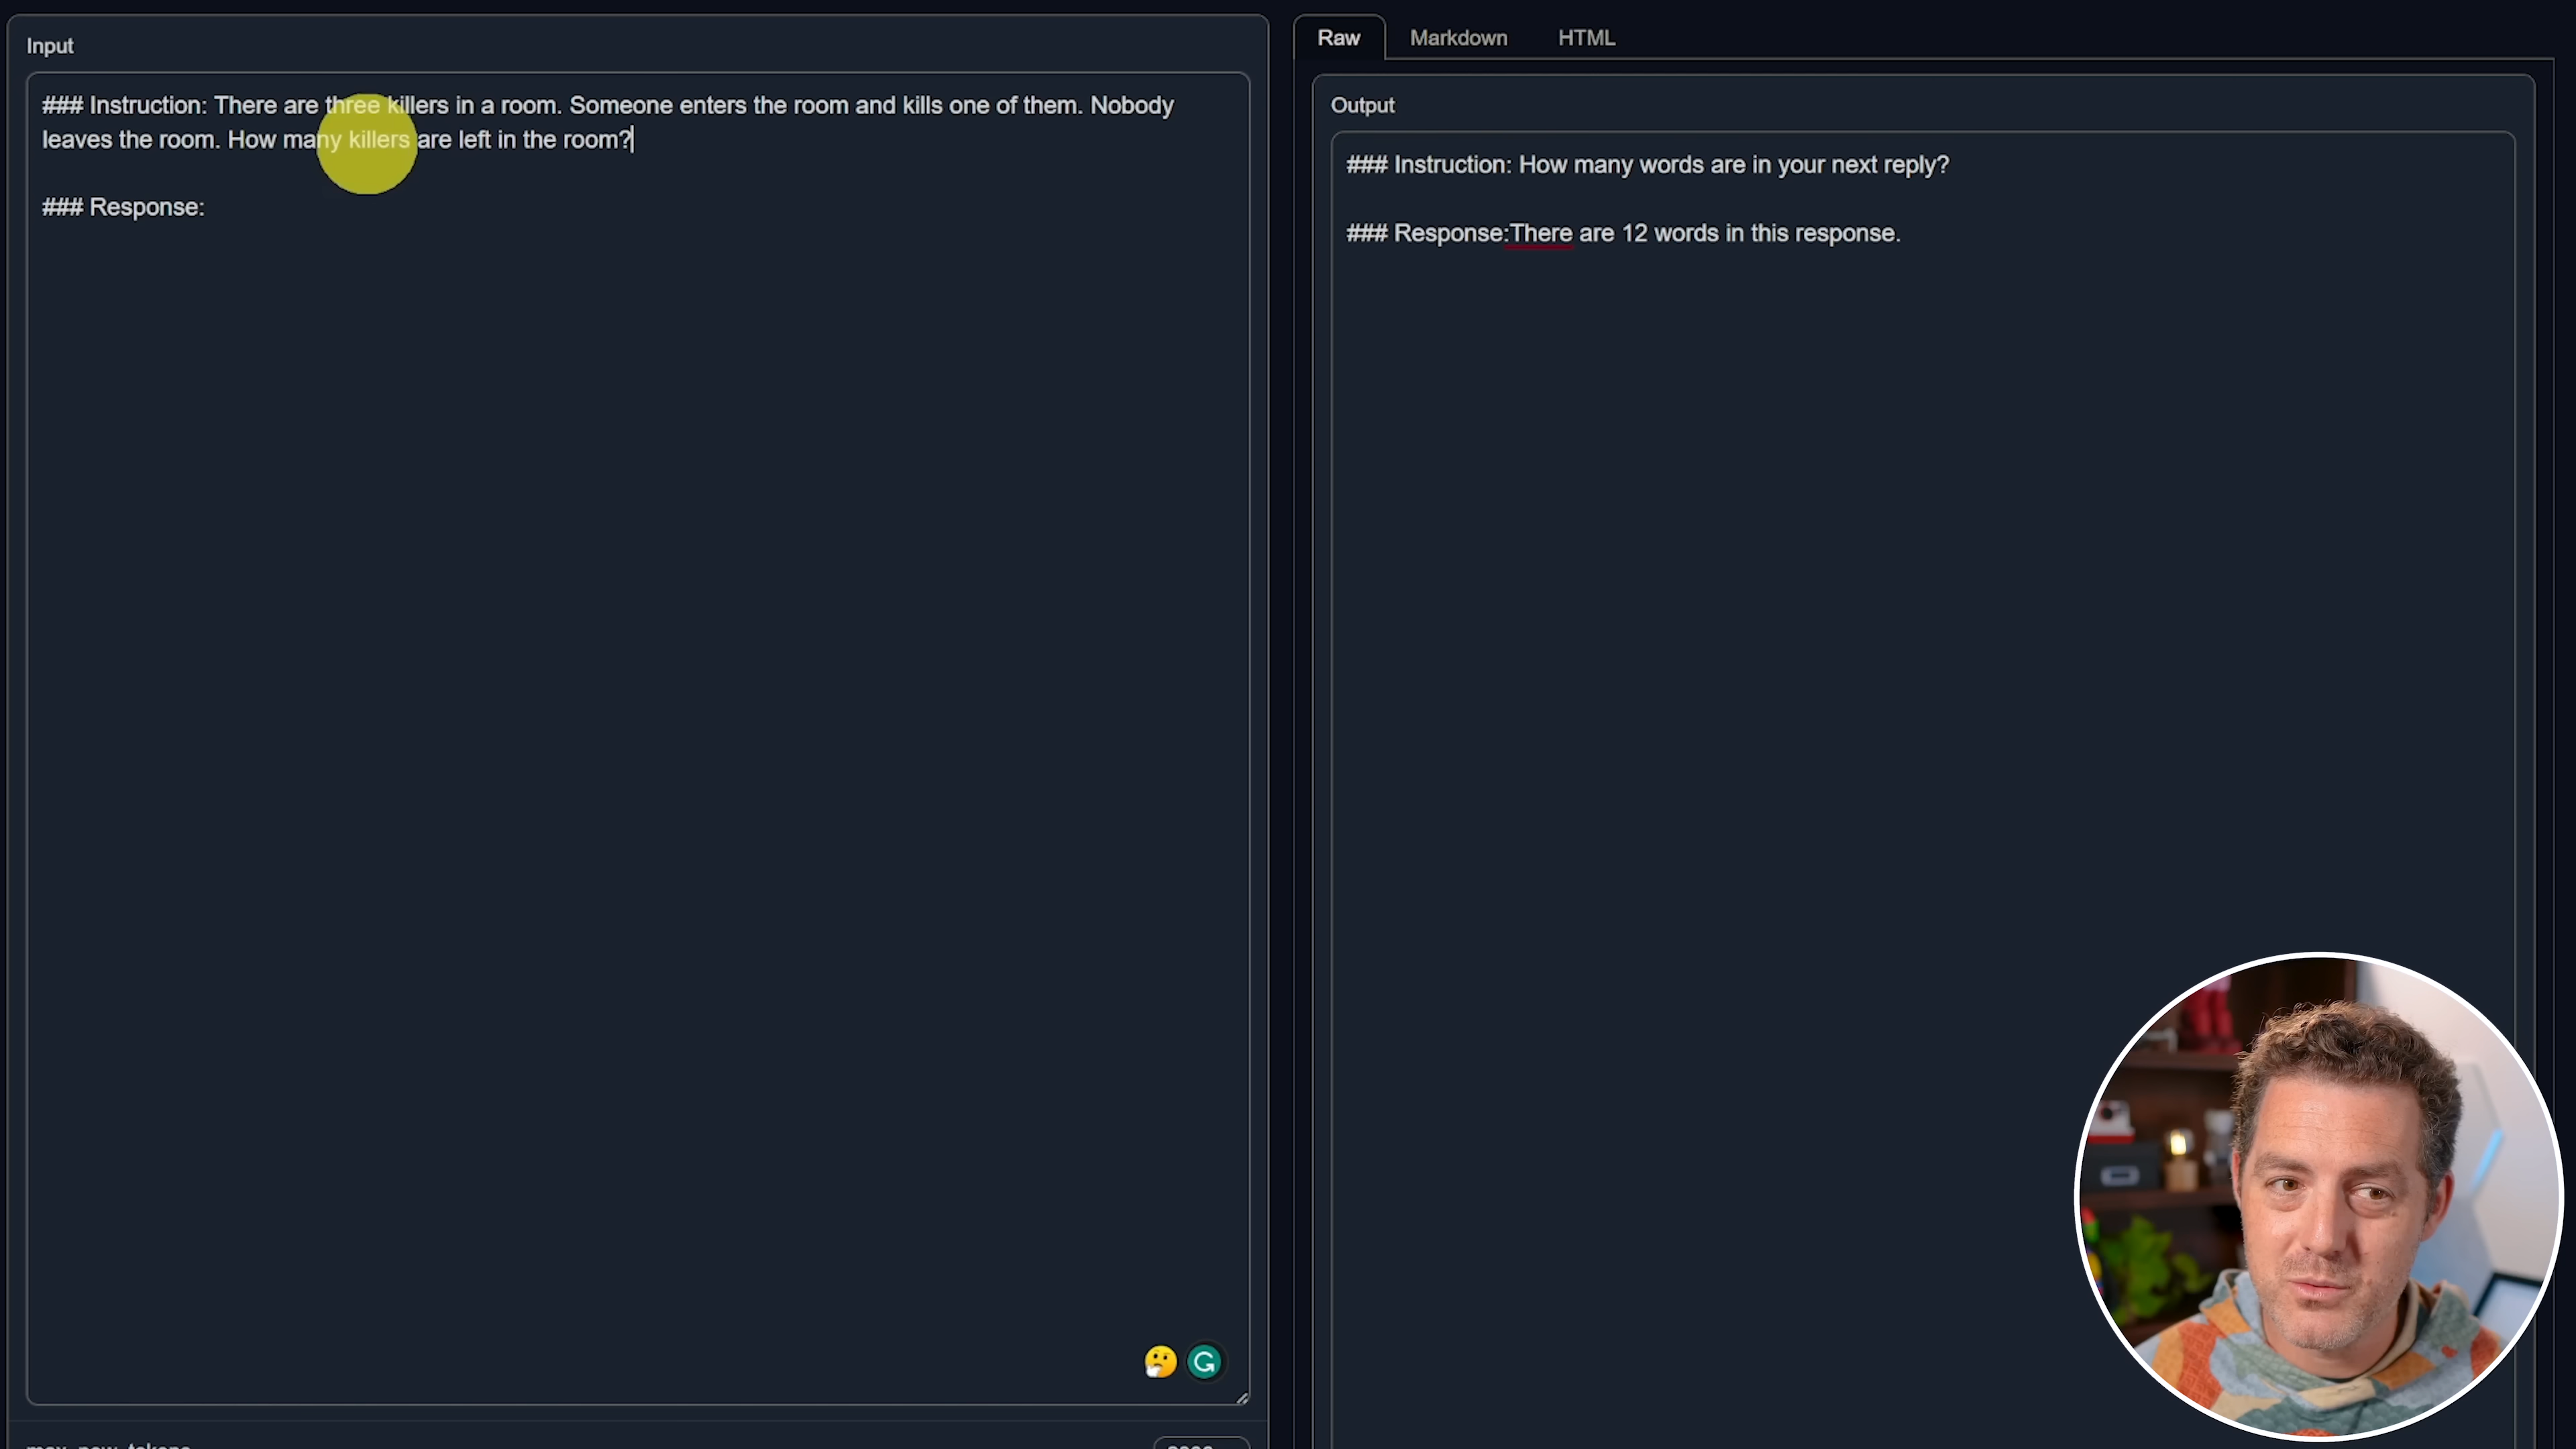 Input
### Instruction: There are three killers in a room. Someone enters the room and kills one of them. Nobody
leaves the room. How many killers are left in the room?
### Response:
Raw Markdown HTML
Output
### Instruction: How many words are in your next reply?
### Response:There are 12 words in this response.